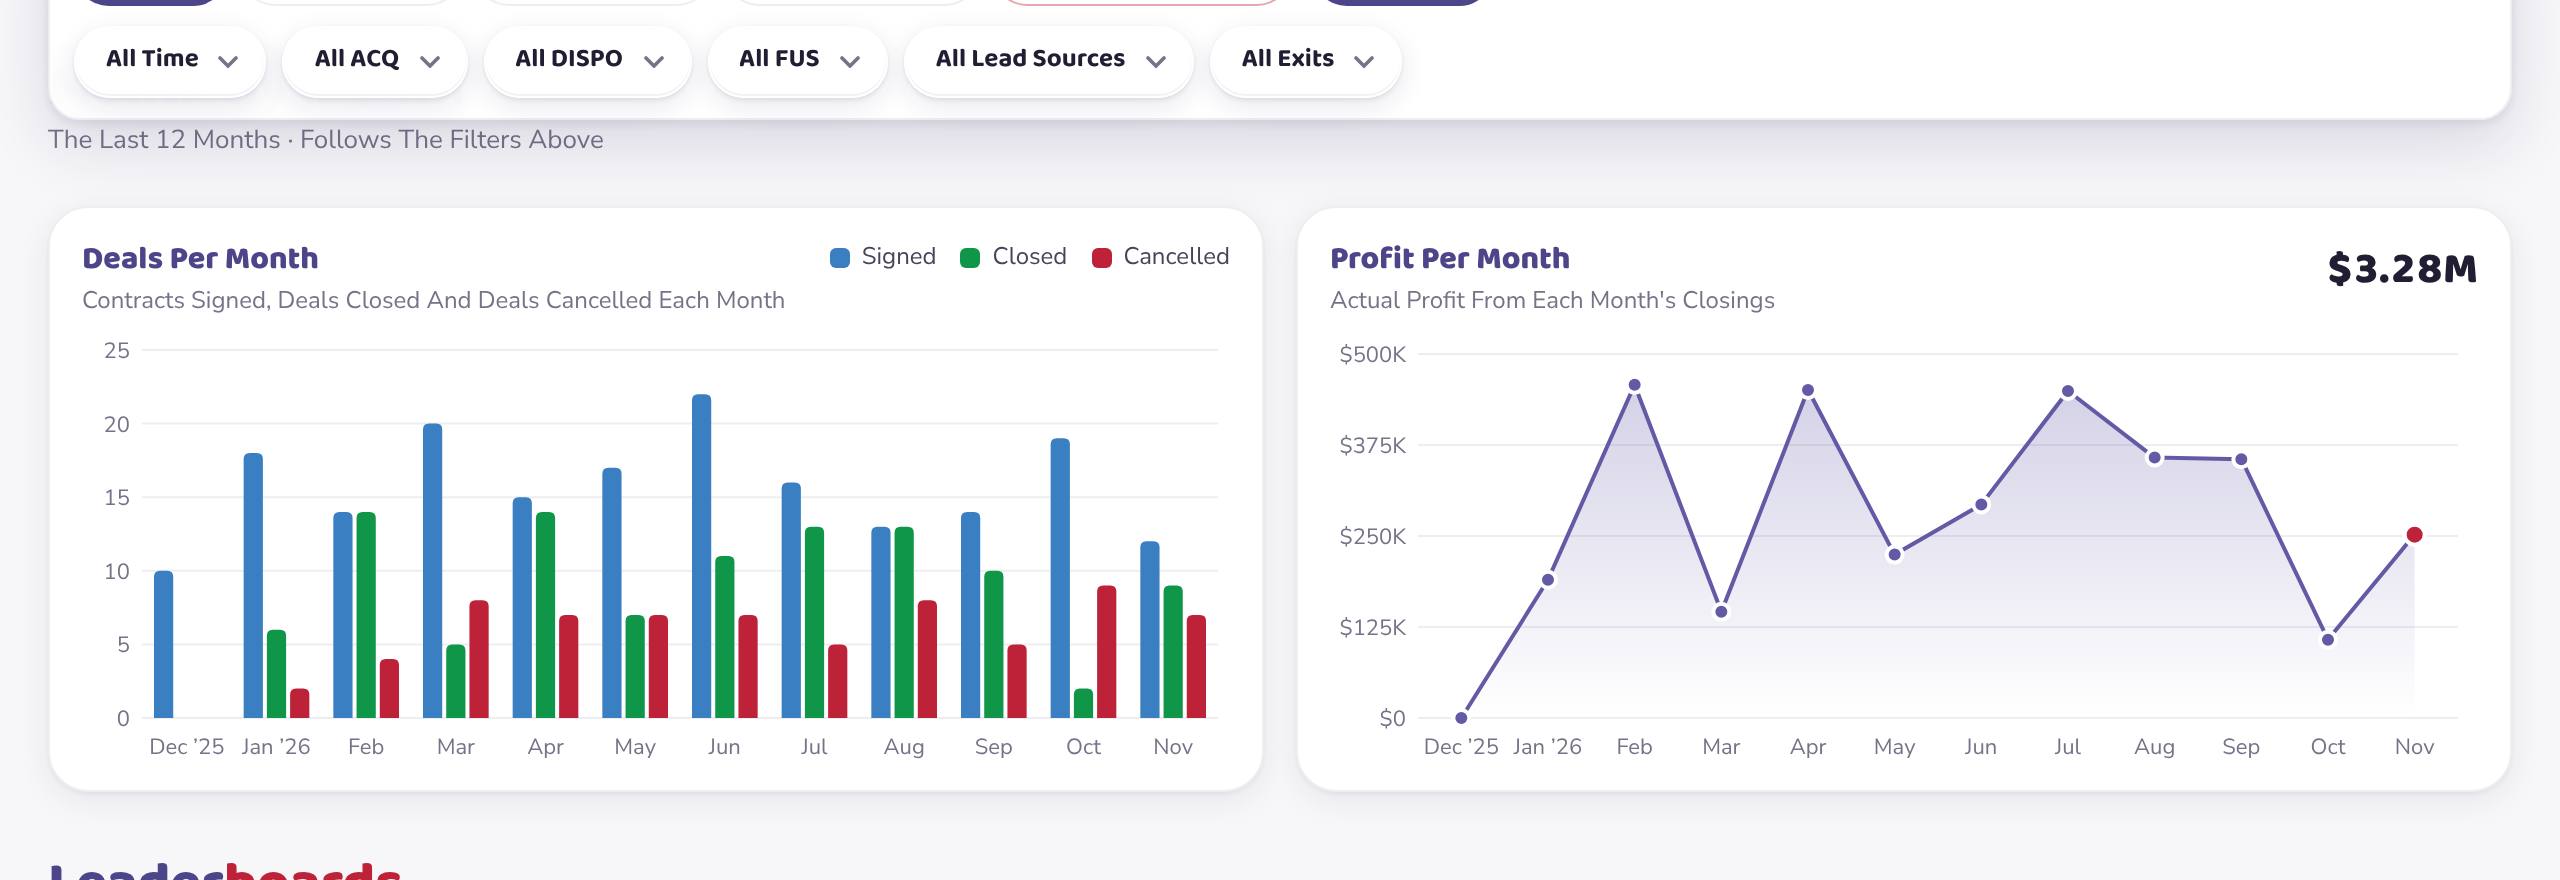 All Time
All ACQ
All DISPO
All FUS
All Lead Sources
All Exits
The Last 12 Months · Follows The Filters Above
Deals Per Month
Signed
Closed
Cancelled
Contracts Signed, Deals Closed And Deals Cancelled Each Month
25
20
15
10
5
0
Dec ’25 Jan ’26 Feb Mar Apr May Jun Jul Aug Sep Oct Nov
Profit Per Month
$3.28M
Actual Profit From Each Month's Closings
$500K
$375K
$250K
$125K
$0
Dec ’25 Jan ’26 Feb Mar Apr May Jun Jul Aug Sep Oct Nov
Leaderboards